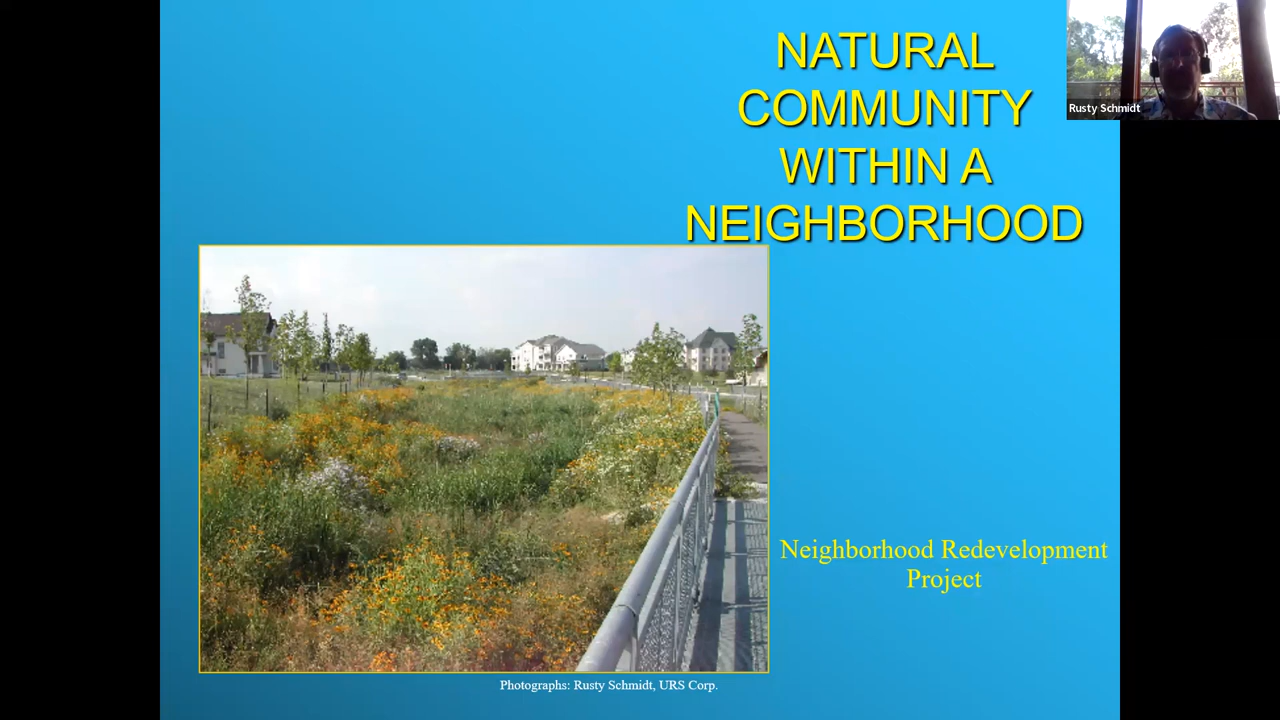 NATURAL
COMMUNITY
WITHIN A
NEIGHBORHOOD
Rusty Schmidt
Neighborhood Redevelopment
Project
Photographs: Rusty Schmidt, URS Corp.